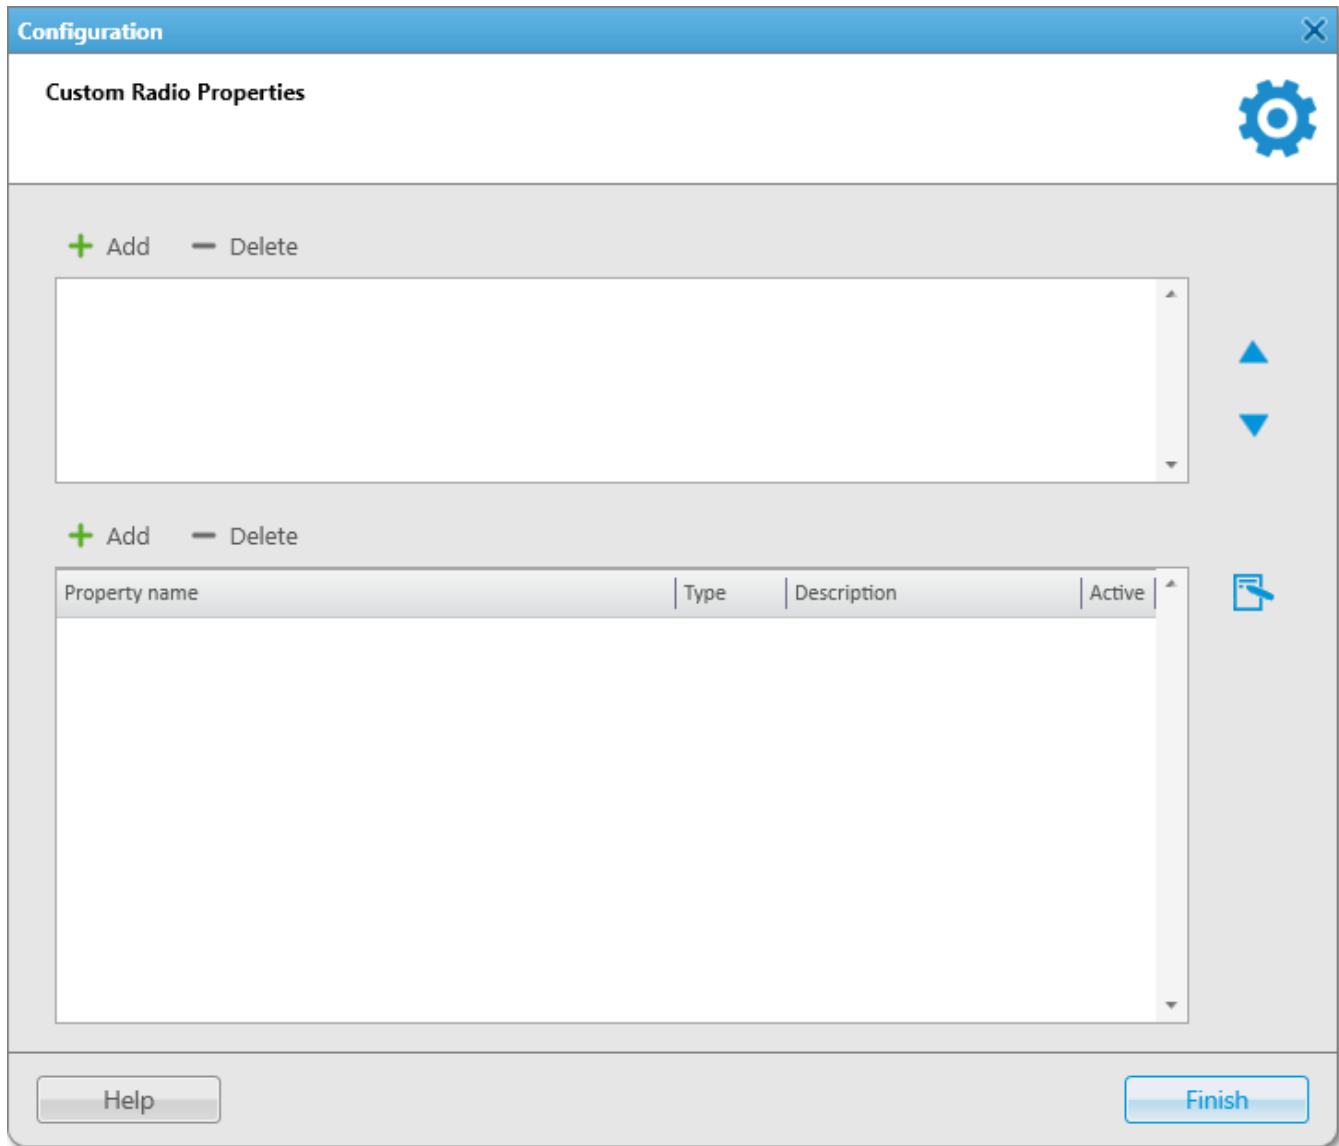 Configuration
Custom Radio Properties
Add Delete
Add Delete
Property name Type Description Active
Help Finish